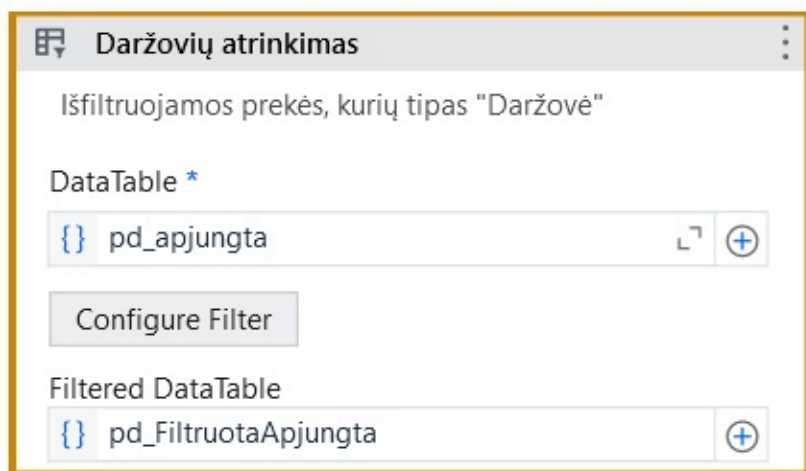 Daržovių atrinkimas
Išfiltruojamos prekės, kurių tipas "Daržovė"
DataTable *
{} pd_apjungta
Configure Filter
Filtered DataTable
{} pd_FiltruotaApjungta